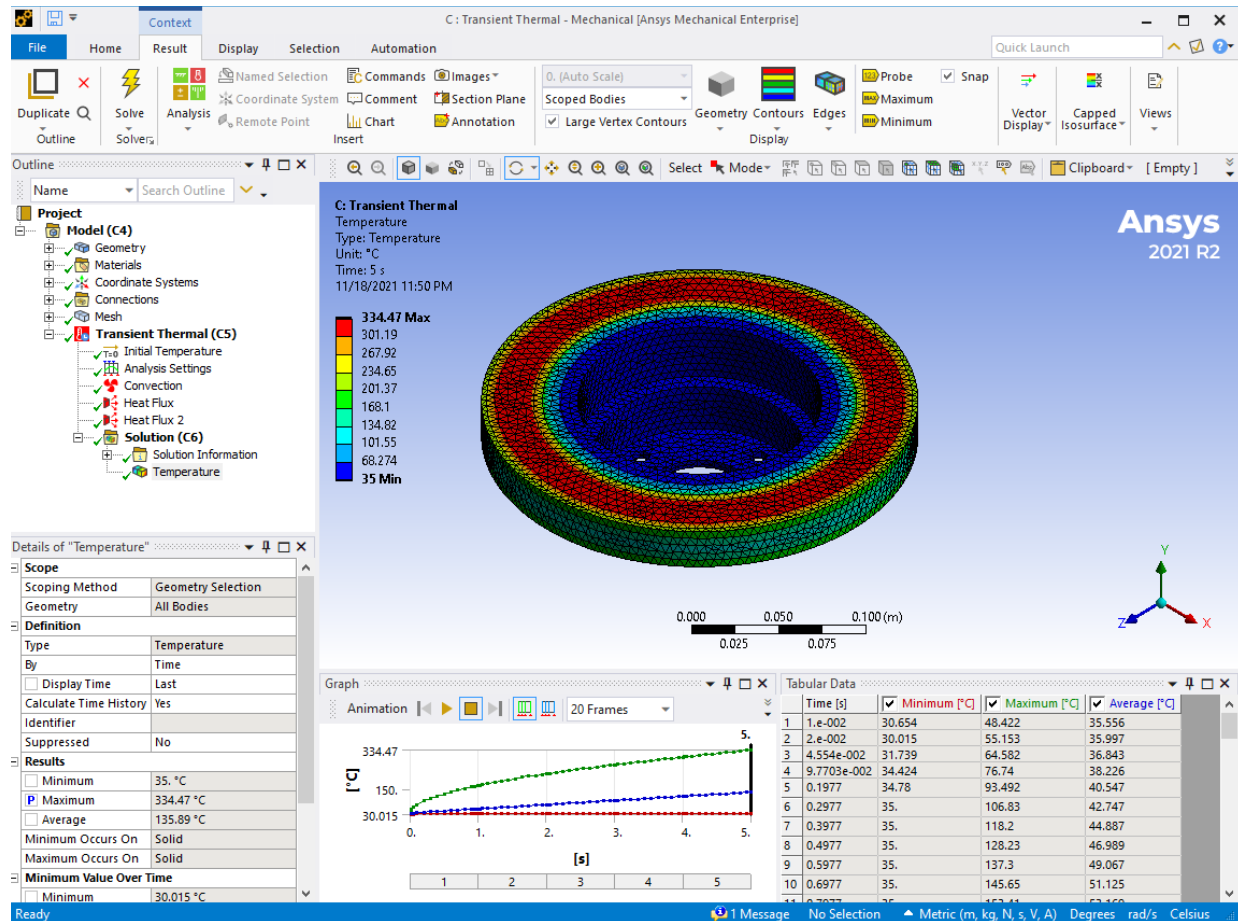 Context
C : Transient Thermal - Mechanical [Ansys Mechanical Enterprise]
File Home Result Display Selection Automation Quick Launch
Duplicate
Outline
Solve
Solver
Analysis
Named Selection
Coordinate System
Remote Point
Commands
Comment
Chart
Images
Section Plane
Annotation
Insert
0. (Auto Scale)
Scoped Bodies
Large Vertex Contours
Geometry Contours Edges
Display
Probe
Maximum
Minimum
Snap
Vector
Display
Capped
Isosurface
Views
Outline
Name Search Outline
Project
Model (C4)
Geometry
Materials
Coordinate Systems
Connections
Mesh
Transient Thermal (C5)
T=0 Initial Temperature
Analysis Settings
Convection
Heat Flux
Heat Flux 2
Solution (C6)
Solution Information
Temperature
Select Mode Clipboard [ Empty ]
C: Transient Thermal
Temperature
Type: Temperature
Unit: °C
Time: 5 s
11/18/2021 11:50 PM
334.47 Max
301.19
267.92
234.65
201.37
168.1
134.82
101.55
68.274
35 Min
Ansys
2021 R2
0.000 0.050 0.100 (m)
0.025 0.075
Y
Z X
Details of "Temperature"
Scope
Scoping Method Geometry Selection
Geometry All Bodies
Definition
Type Temperature
By Time
Display Time Last
Calculate Time History Yes
Identifier
Suppressed No
Results
Minimum 35. °C
P Maximum 334.47 °C
Average 135.89 °C
Minimum Occurs On Solid
Maximum Occurs On Solid
Minimum Value Over Time
Minimum 30.015 °C
Graph
Animation 20 Frames
5.
334.47
150.
30.015
[°C]
0. 1. 2. 3. 4. 5.
[s]
1 2 3 4 5
Tabular Data
Time [s] Minimum [°C] Maximum [°C] Average [°C]
1 1.e-002 30.654 48.422 35.556
2 2.e-002 30.015 55.153 35.997
3 4.554e-002 31.739 64.582 36.843
4 9.7703e-002 34.424 76.74 38.226
5 0.1977 34.78 93.492 40.547
6 0.2977 35. 106.83 42.747
7 0.3977 35. 118.2 44.887
8 0.4977 35. 128.23 46.989
9 0.5977 35. 137.3 49.067
10 0.6977 35. 145.65 51.125
Ready 1 Message No Selection Metric (m, kg, N, s, V, A) Degrees rad/s Celsius